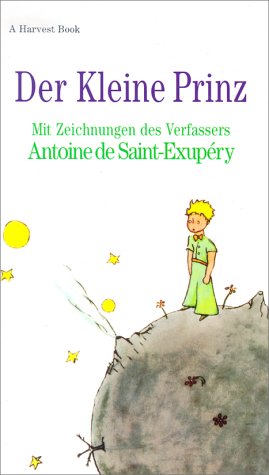 A Harvest Book
Der Kleine Prinz
Mit Zeichnungen des Verfassers
Antoine de Saint-Exupéry